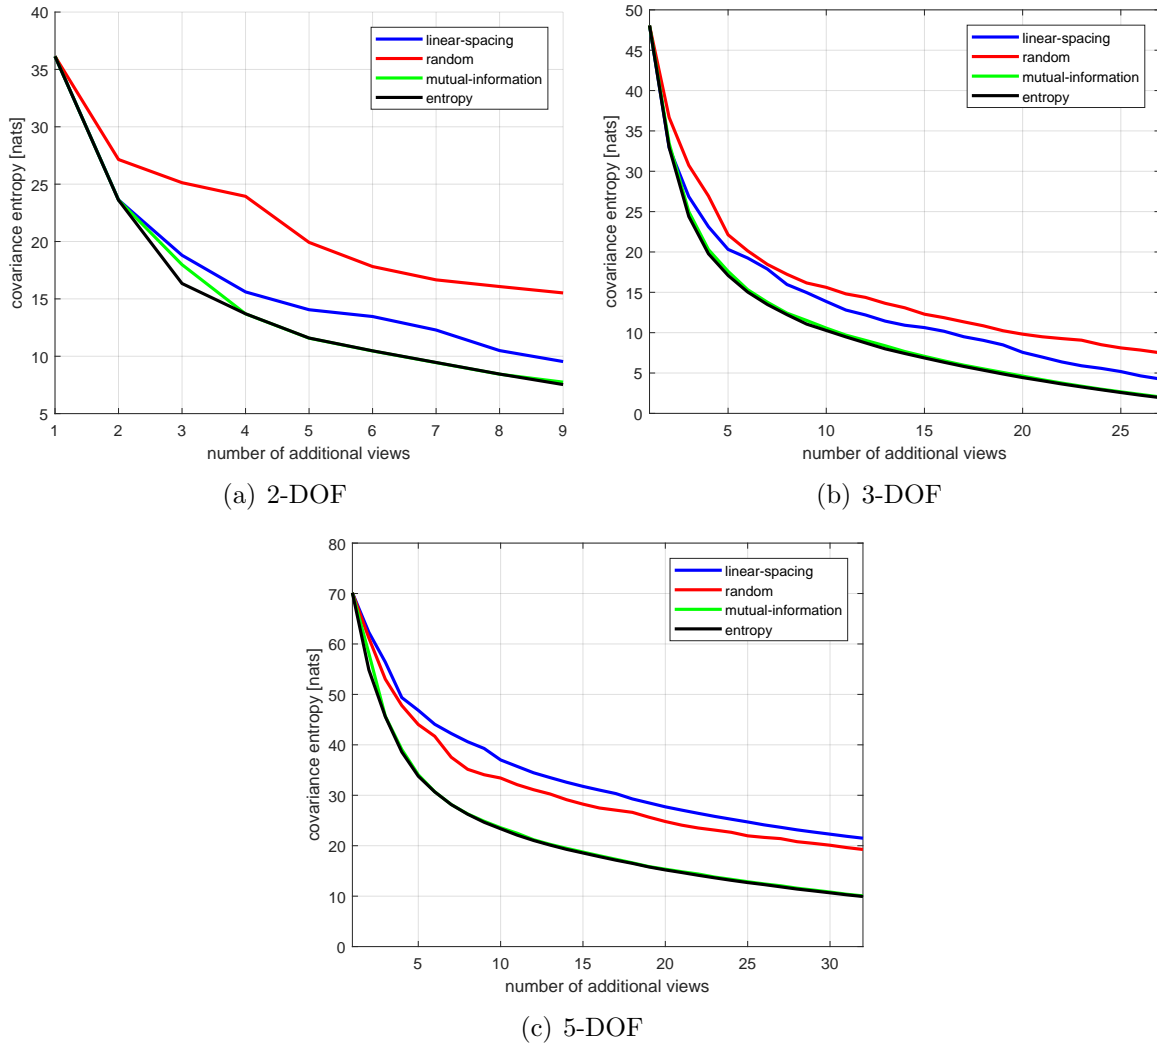 40
35
30
25
20
15
10
5
covariance entropy [nats]
linear-spacing
random
mutual-information
entropy
1 2 3 4 5 6 7 8 9
number of additional views
(a) 2-DOF
50
45
40
35
30
25
20
15
10
5
0
covariance entropy [nats]
linear-spacing
random
mutual-information
entropy
5 10 15 20 25
number of additional views
(b) 3-DOF
80
70
60
50
40
30
20
10
0
covariance entropy [nats]
linear-spacing
random
mutual-information
entropy
5 10 15 20 25 30
number of additional views
(c) 5-DOF